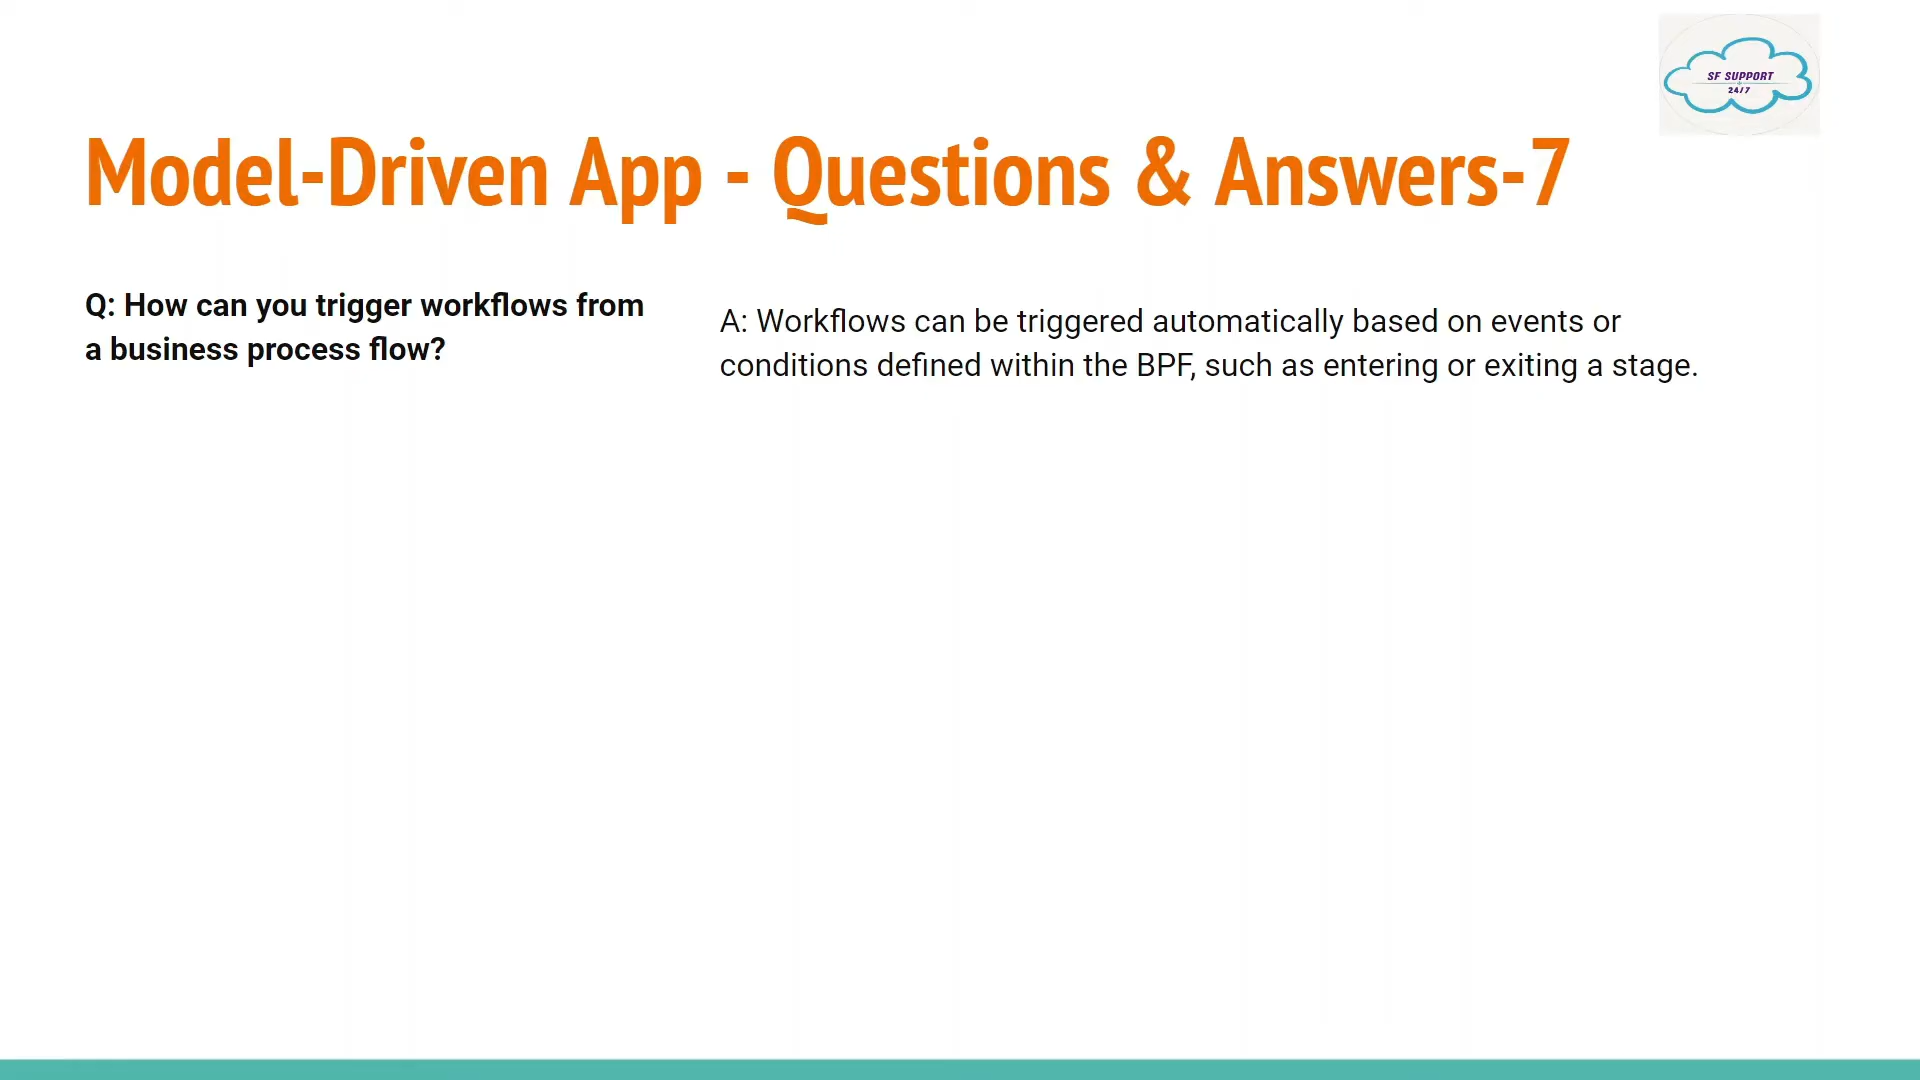 SF SUPPORT
24/7
Model-Driven App - Questions & Answers-7
Q: How can you trigger workflows from
a business process flow?
A: Workflows can be triggered automatically based on events or
conditions defined within the BPF, such as entering or exiting a stage.